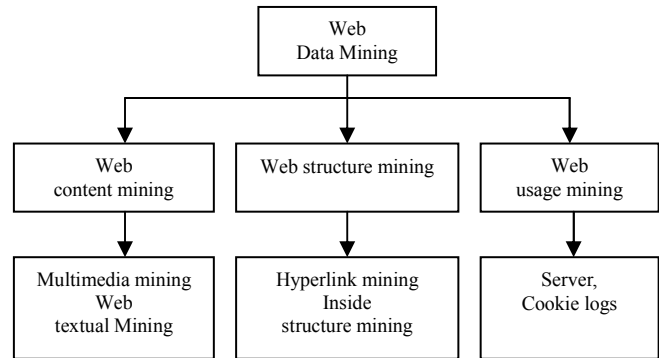 Web
Data Mining
Web
content mining
Web structure mining
Web
usage mining
Multimedia mining
Web
textual Mining
Hyperlink mining
Inside
structure mining
Server,
Cookie logs